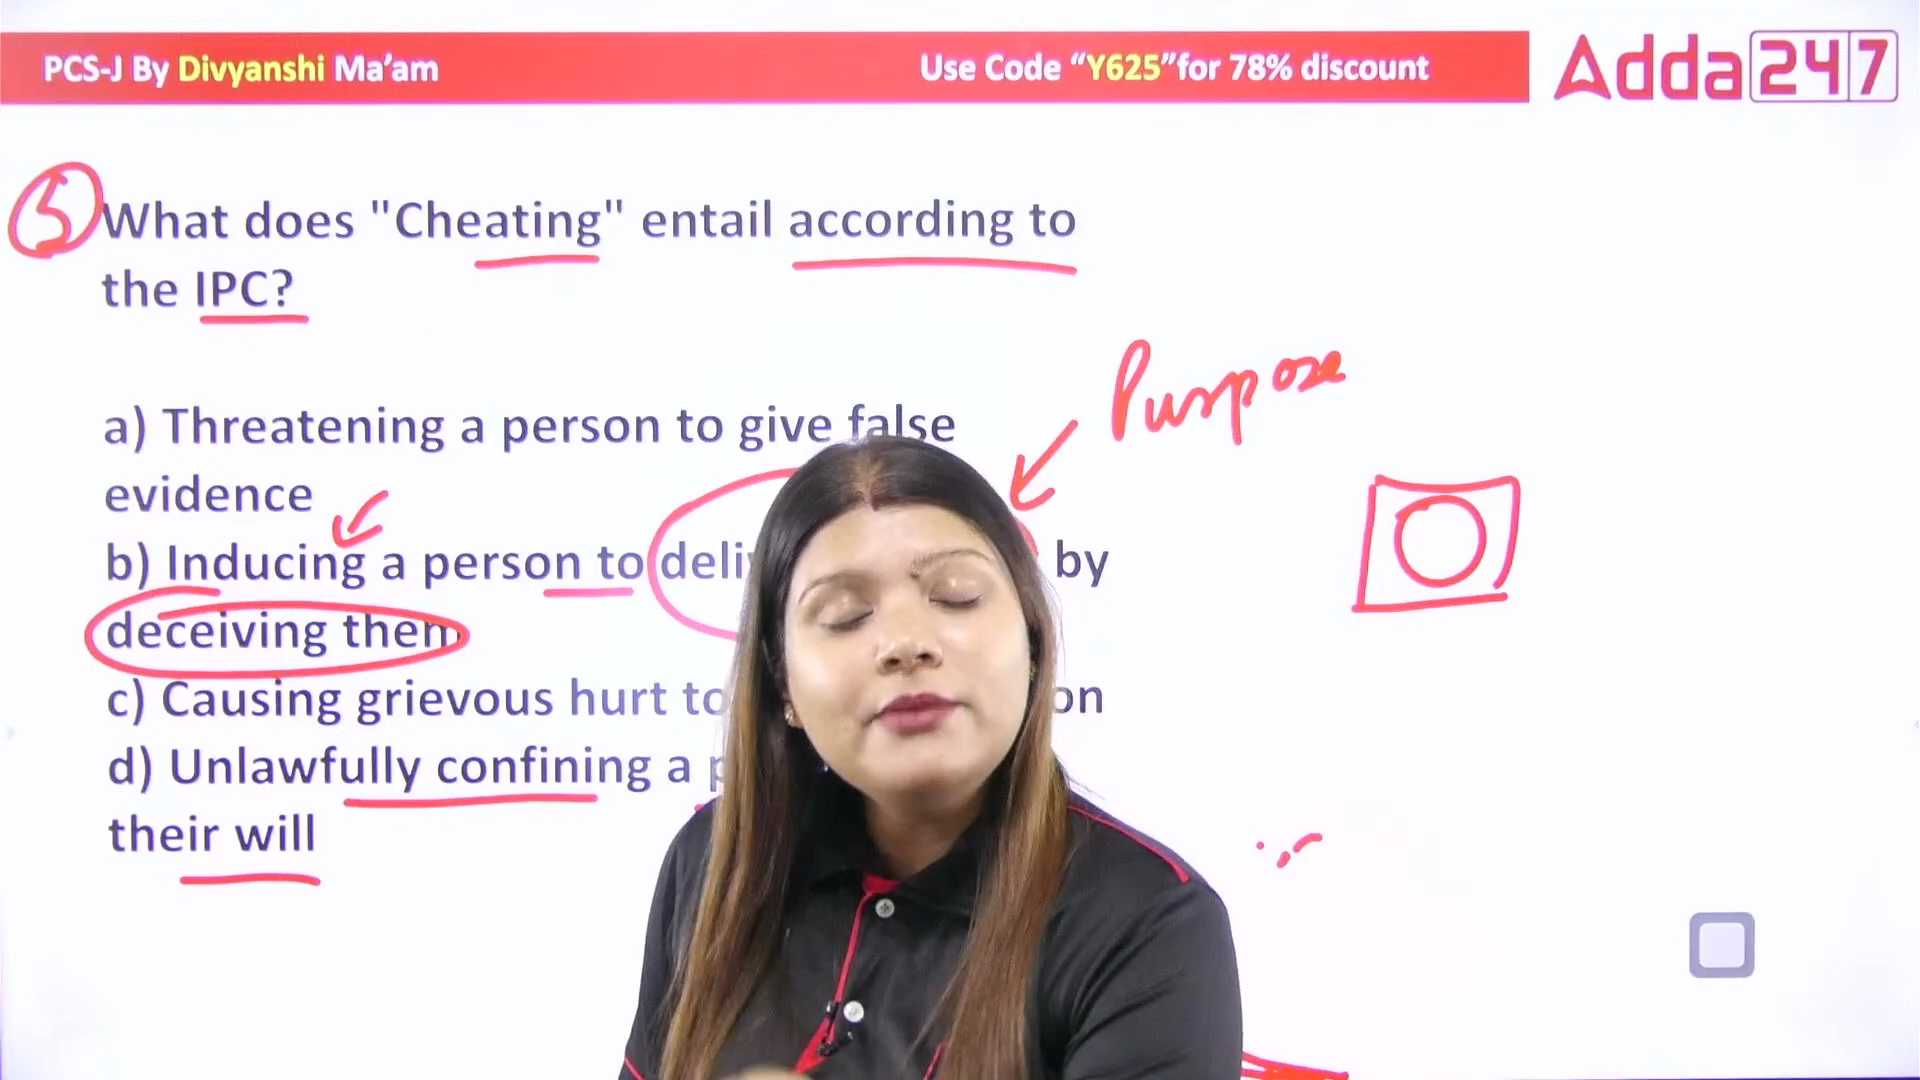 PCS-J By Divyanshi Ma’am
Use Code “Y625”for 78% discount
Adda247
5
What does "Cheating" entail according to
the IPC?
Purpose
a) Threatening a person to give false
evidence
b) Inducing a person to by
deceiving them
c) Causing grievous hurt to
d) Unlawfully confining a
their will